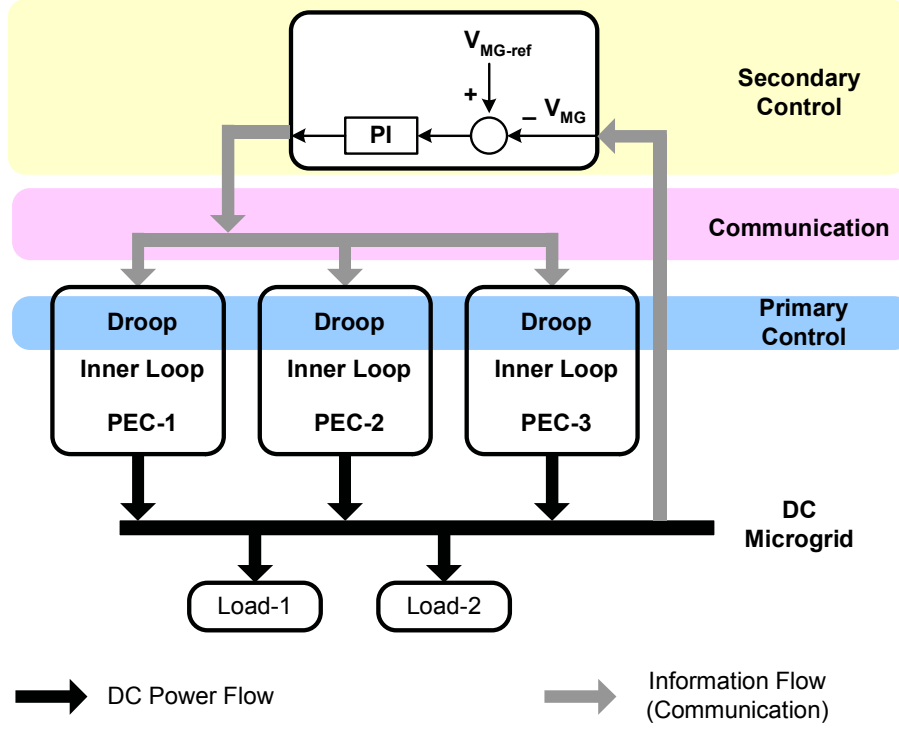 V_MG-ref
+
– V_MG
PI
Secondary
Control
Communication
Primary
Control
Droop
Droop
Droop
Inner Loop
Inner Loop
Inner Loop
PEC-1
PEC-2
PEC-3
DC
Microgrid
Load-1
Load-2
DC Power Flow
Information Flow
(Communication)